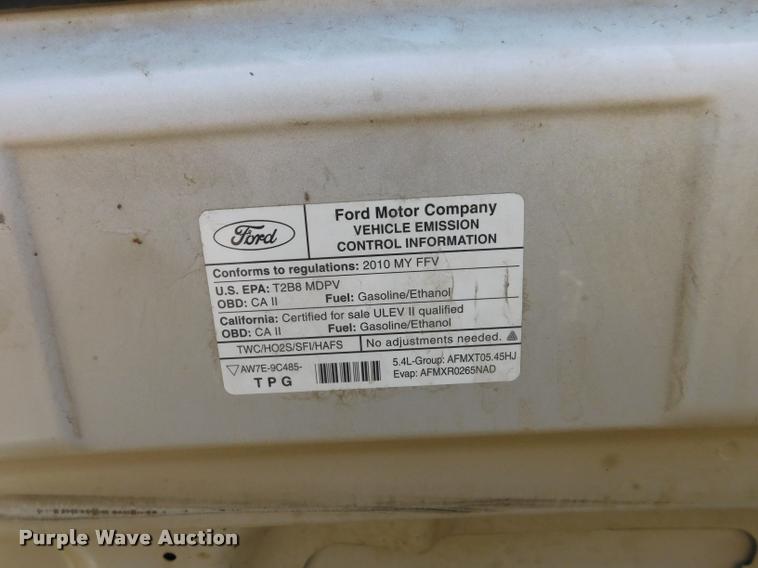 Ford
Ford Motor Company
VEHICLE EMISSION
CONTROL INFORMATION
Conforms to regulations: 2010 MY FFV
U.S. EPA: T2B8 MDPV
OBD: CA II Fuel: Gasoline/Ethanol
California: Certified for sale ULEV II qualified
OBD: CA II Fuel: Gasoline/Ethanol
TWC/HO2S/SFI/HAFS No adjustments needed.
AW7E-9C485-
TPG
5.4L-Group: AFMXT05.45HJ
Evap: AFMXR0265NAD
Purple Wave Auction